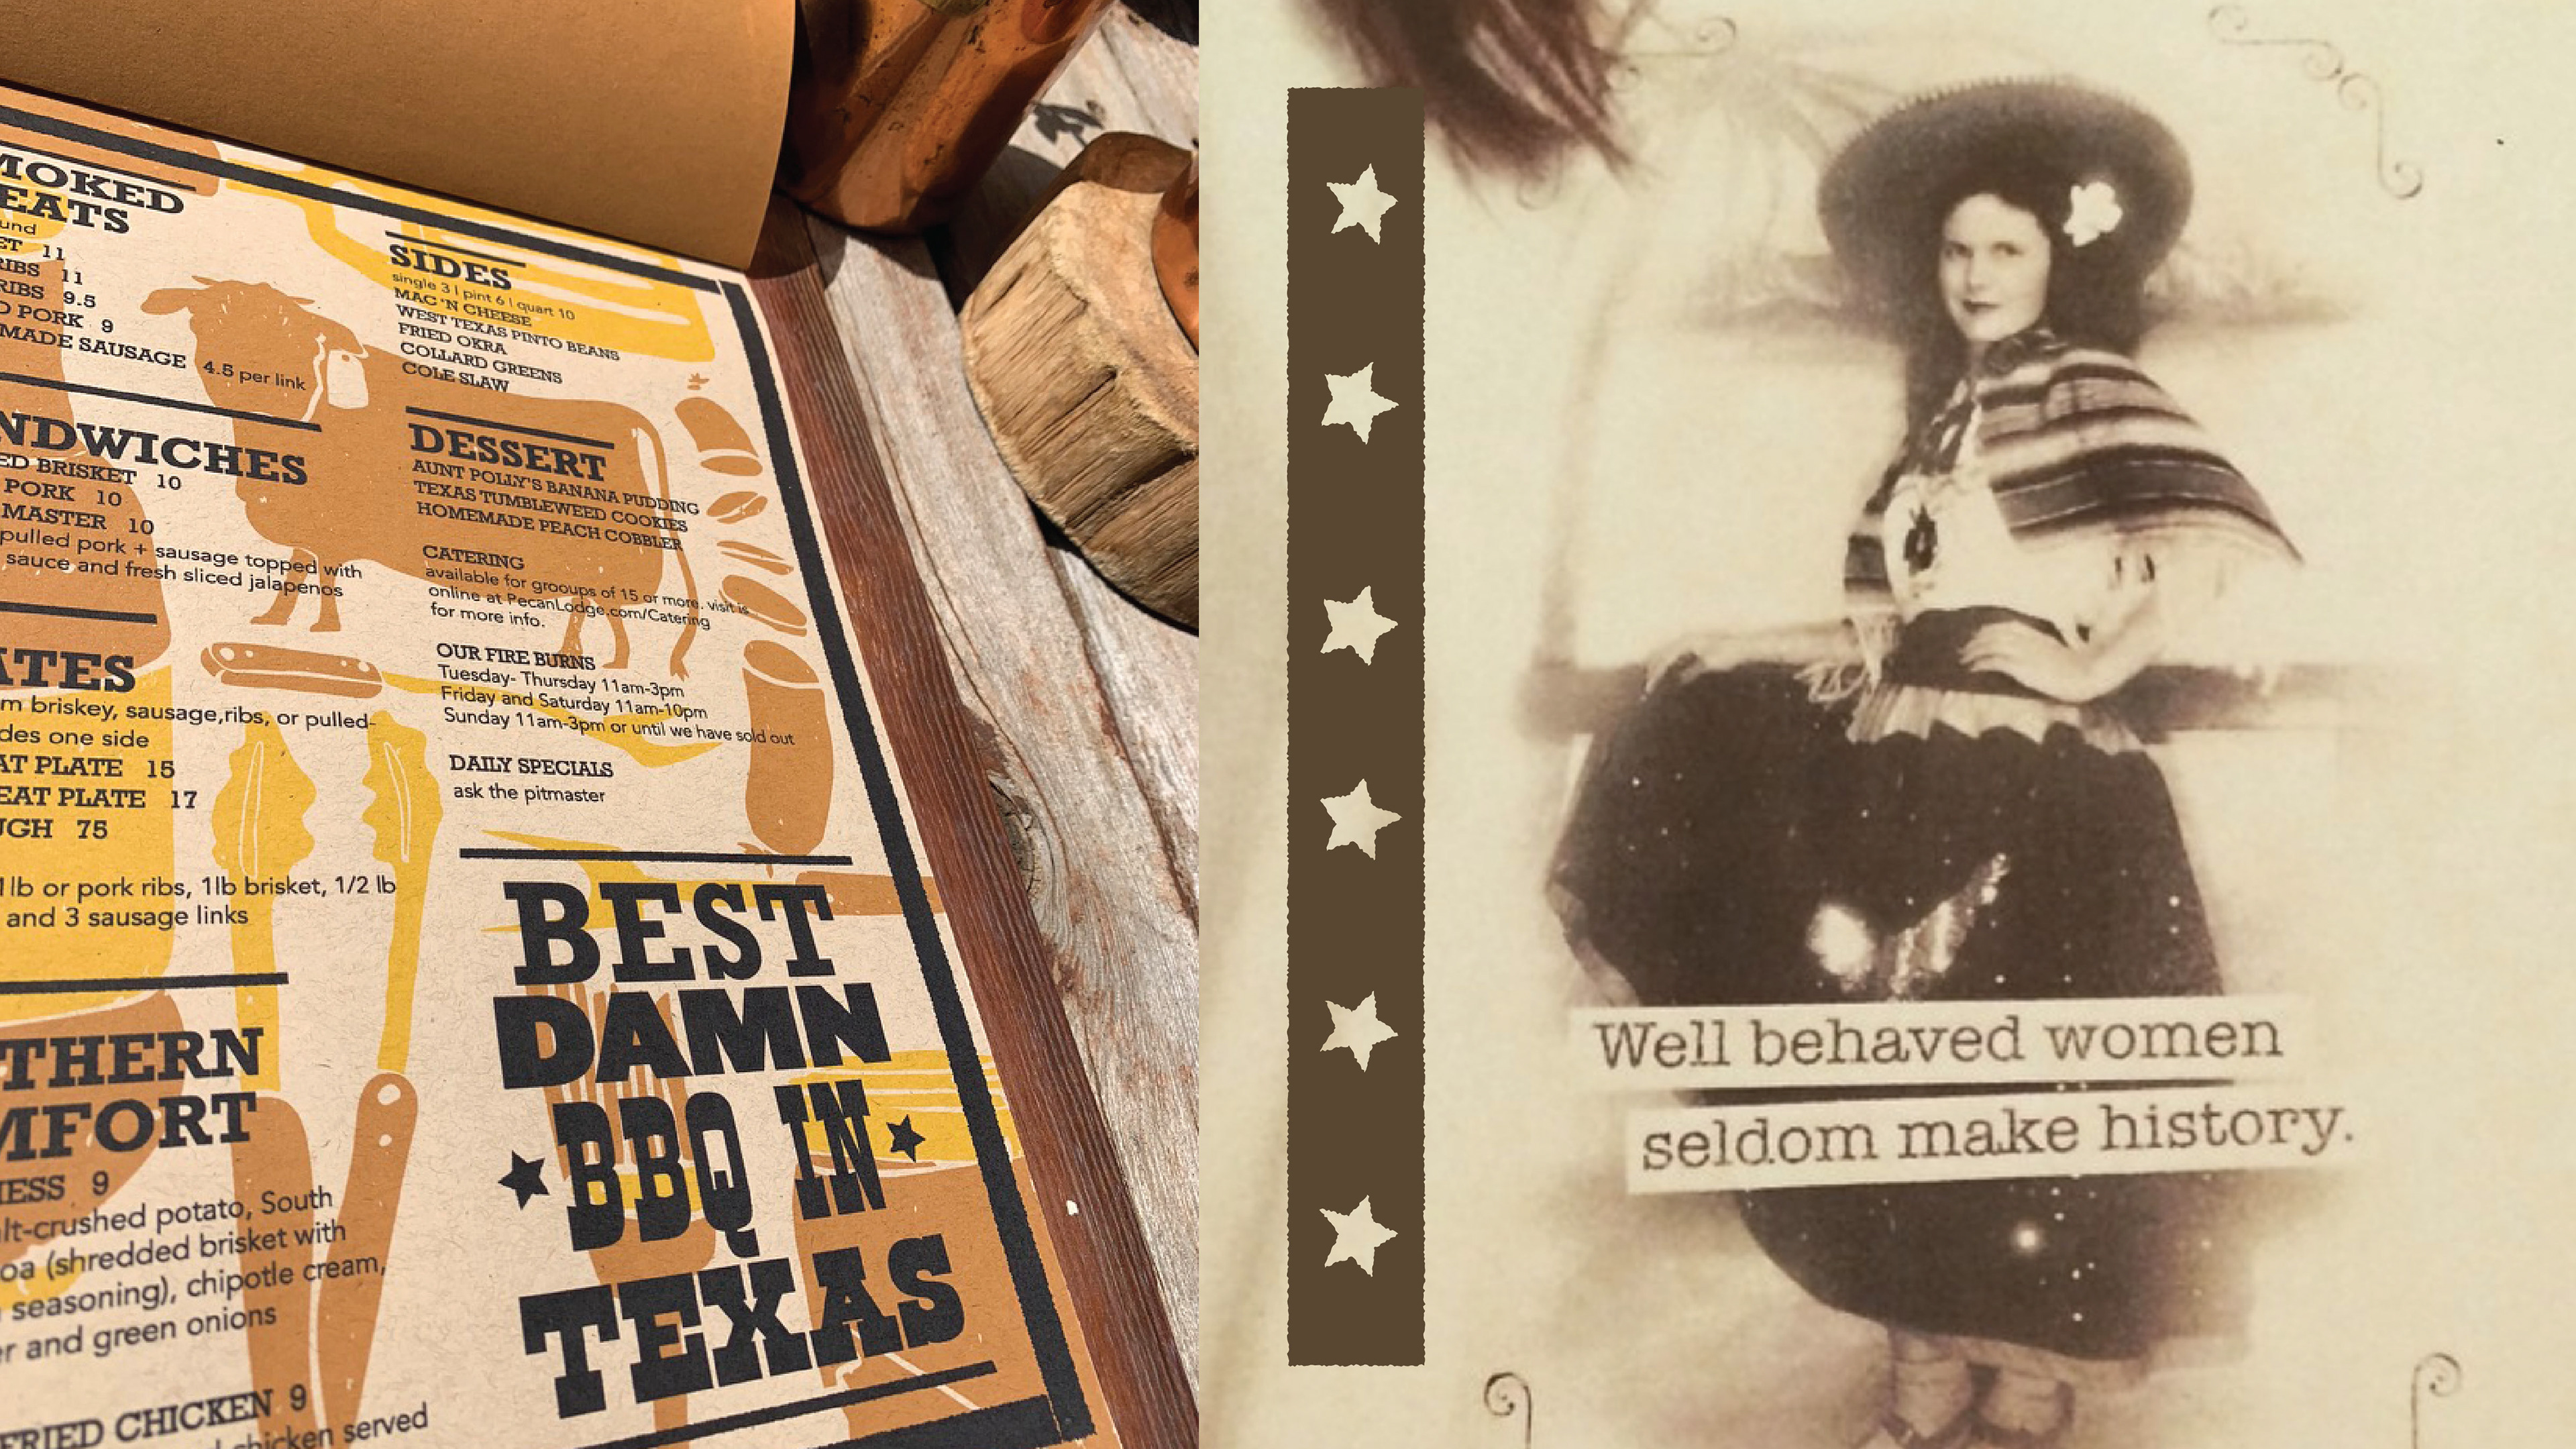 MOKED
EATS
und
ET 11
RIBS 11
RIBS 9.5
D PORK 9
MADE SAUSAGE 4.5 per link
NDWICHES
ED BRISKET 10
PORK 10
MASTER 10
pulled pork + sausage topped with
sauce and fresh sliced jalapenos
ATES
m briskey, sausage,ribs, or pulled-
des one side
AT PLATE 15
EAT PLATE 17
UGH 75
1lb or pork ribs, 1lb brisket, 1/2 lb
and 3 sausage links
THERN
MFORT
ESS 9
lt-crushed potato, South
oa (shredded brisket with
seasoning), chipotle cream,
er and green onions
FRIED CHICKEN 9
chicken served
SIDES
single 3 | pint 6 | quart 10
MAC 'N CHEESE
WEST TEXAS PINTO BEANS
FRIED OKRA
COLLARD GREENS
COLE SLAW
DESSERT
AUNT POLLY'S BANANA PUDDING
TEXAS TUMBLEWEED COOKIES
HOMEMADE PEACH COBBLER
CATERING
available for grooups of 15 or more. visit is
online at PecanLodge.com/Catering
for more info.
OUR FIRE BURNS
Tuesday- Thursday 11am-3pm
Friday and Saturday 11am-10pm
Sunday 11am-3pm or until we have sold out
DAILY SPECIALS
ask the pitmaster
BEST
DAMN
BBQ IN
TEXAS
Well behaved women
seldom make history.